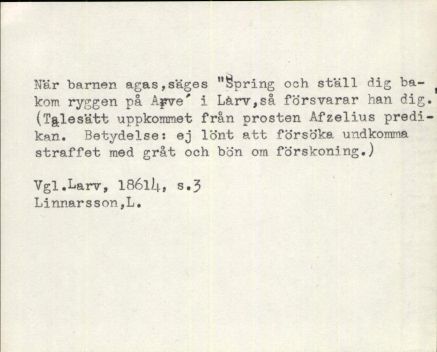 När barnen agas,säges "Spring och ställ dig ba-
kom ryggen på Arve' i Larv,så försvarar han dig."
(Talesätt uppkommet från prosten Afzelius predi-
kan. Betydelse: ej lönt att försöka undkomma
straffet med gråt och bön om förskoning.)
Vgl.Larv, 18614, s.3
Linnarsson,L.